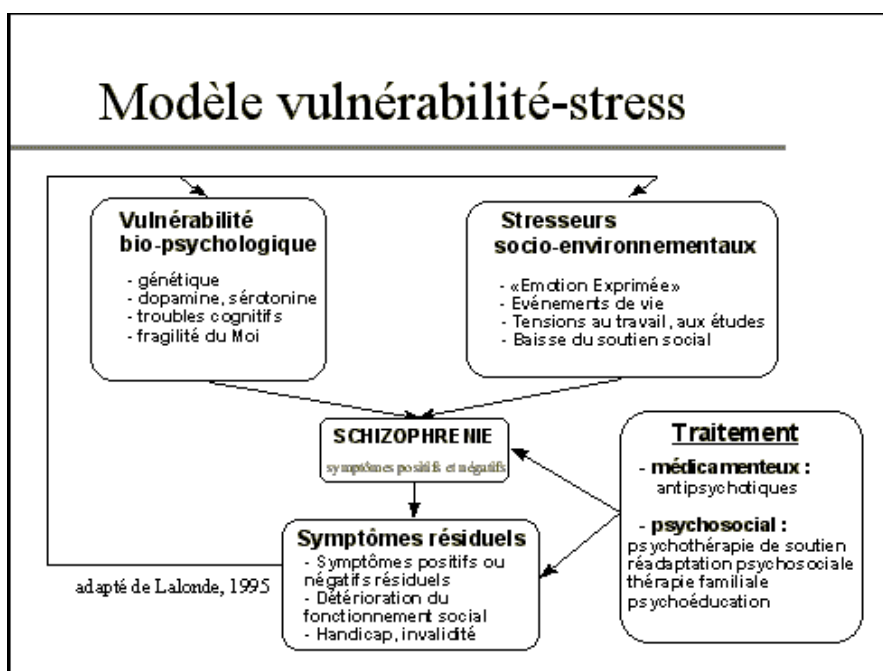 Modèle vulnérabilité-stress
Vulnérabilité
bio-psychologique
- génétique
- dopamine, sérotonine
- troubles cognitifs
- fragilité du Moi
Stresseurs
socio-environnementaux
- «Emotion Exprimée»
- Evénements de vie
- Tensions au travail, aux études
- Baisse du soutien social
SCHIZOPHRENIE
symptômes positifs et négatifs
Traitement
- médicamenteux :
antipsychotiques
- psychosocial :
psychothérapie de soutien
réadaptation psychosociale
thérapie familiale
psychoéducation
Symptômes résiduels
- Symptômes positifs ou
négatifs résiduels
- Détérioration du
fonctionnement social
- Handicap, invalidité
adapté de Lalonde, 1995